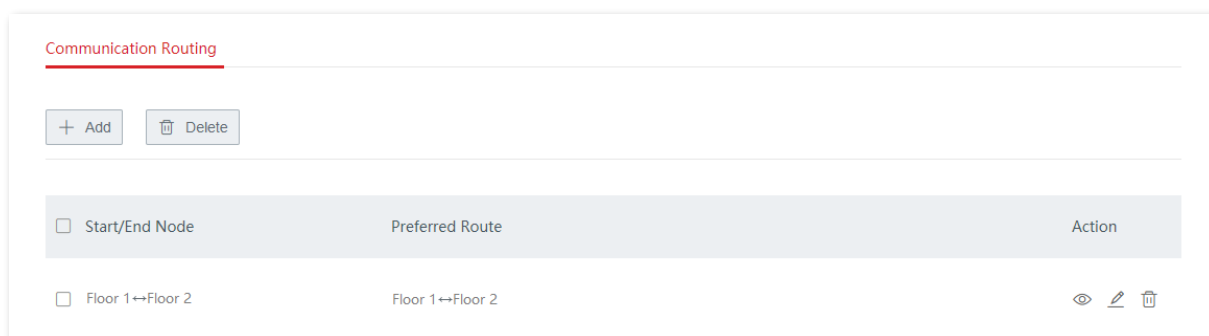 Communication Routing
Add Delete
Start/End Node Preferred Route Action
Floor 1↔Floor 2 Floor 1↔Floor 2